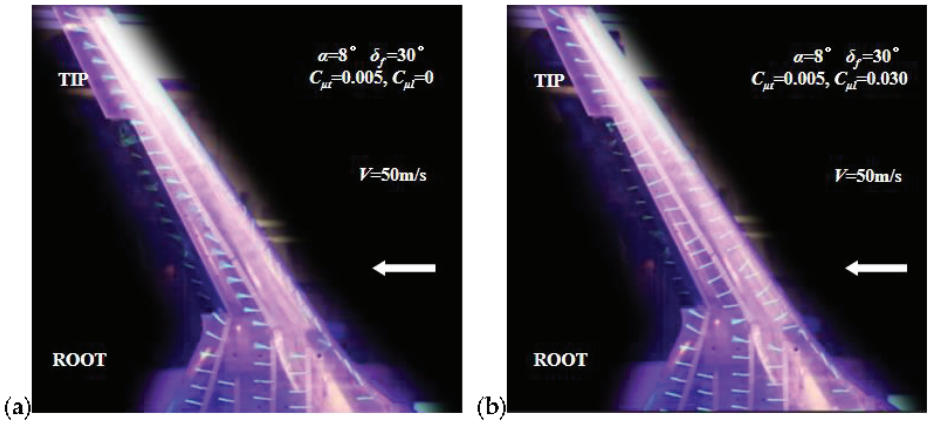 α=8° δf=30°
TIP
Cμt=0.005, Cμl=0
V=50m/s
ROOT
(a)
α=8° δf=30°
TIP
Cμt=0.005, Cμl=0.030
V=50m/s
ROOT
(b)